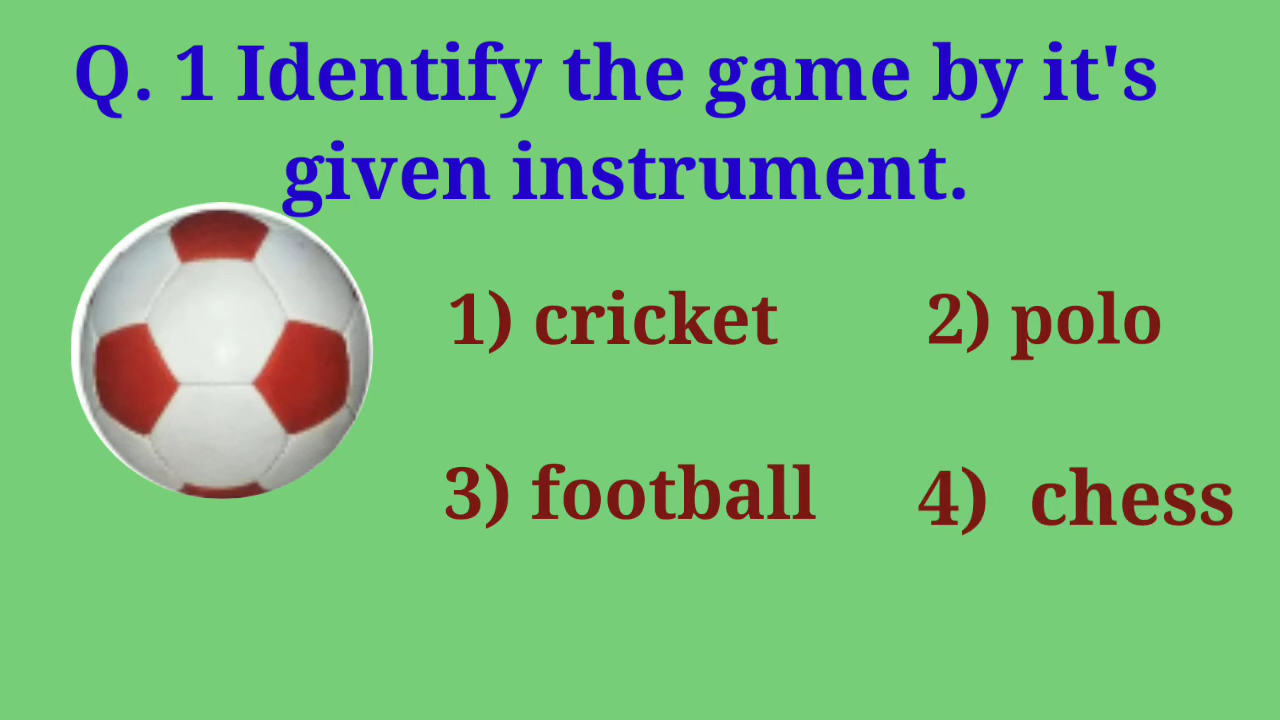 Q. 1 Identify the game by it's
given instrument.
1) cricket 2) polo
3) football 4) chess